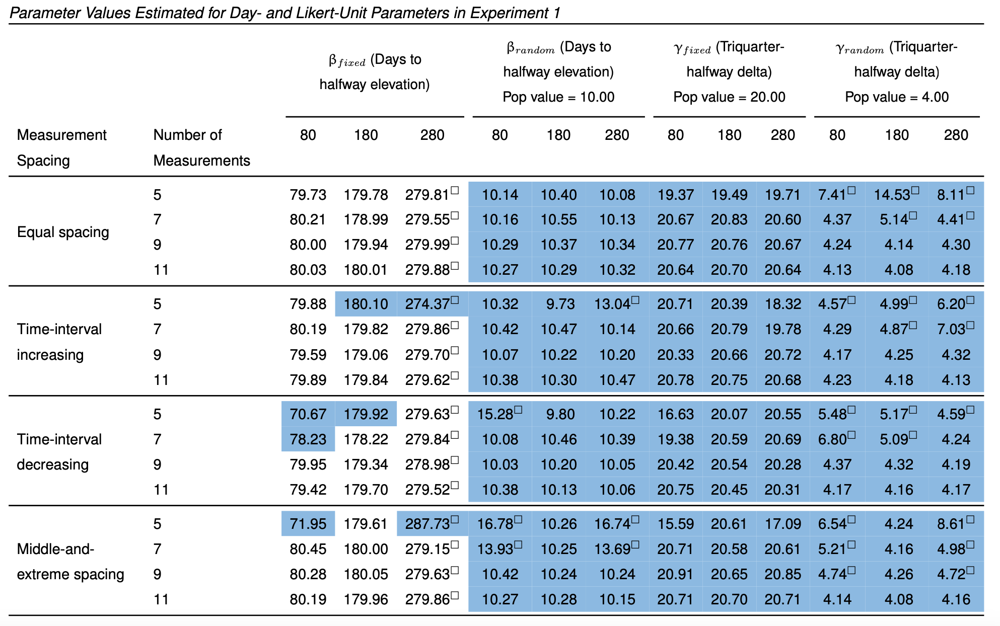 Parameter Values Estimated for Day- and Likert-Unit Parameters in Experiment 1
β_fixed (Days to halfway elevation)
β_random (Days to halfway elevation) Pop value = 10.00
γ_fixed (Triquarter-halfway delta) Pop value = 20.00
γ_random (Triquarter-halfway delta) Pop value = 4.00
Measurement Spacing Number of Measurements 80 180 280 80 180 280 80 180 280 80 180 280
Equal spacing
5 79.73 179.78 279.81□ 10.14 10.40 10.08 19.37 19.49 19.71 7.41□ 14.53□ 8.11□
7 80.21 178.99 279.55□ 10.16 10.55 10.13 20.67 20.83 20.60 4.37 5.14□ 4.41□
9 80.00 179.94 279.99□ 10.29 10.37 10.34 20.77 20.76 20.67 4.24 4.14 4.30
11 80.03 180.01 279.88□ 10.27 10.29 10.32 20.64 20.70 20.64 4.13 4.08 4.18
Time-interval increasing
5 79.88 180.10 274.37□ 10.32 9.73 13.04□ 20.71 20.39 18.32 4.57□ 4.99□ 6.20□
7 80.19 179.82 279.86□ 10.42 10.47 10.14 20.66 20.79 19.78 4.29 4.87□ 7.03□
9 79.59 179.06 279.70□ 10.07 10.22 10.20 20.33 20.66 20.72 4.17 4.25 4.32
11 79.89 179.84 279.62□ 10.38 10.30 10.47 20.78 20.75 20.68 4.23 4.18 4.13
Time-interval decreasing
5 70.67 179.92 279.63□ 15.28□ 9.80 10.22 16.63 20.07 20.55 5.48□ 5.17□ 4.59□
7 78.23 178.22 279.84□ 10.08 10.46 10.39 19.38 20.59 20.69 6.80□ 5.09□ 4.24
9 79.95 179.34 278.98□ 10.03 10.20 10.05 20.42 20.54 20.28 4.37 4.32 4.19
11 79.42 179.70 279.52□ 10.38 10.13 10.06 20.75 20.45 20.31 4.17 4.16 4.17
Middle-and-extreme spacing
5 71.95 179.61 287.73□ 16.78□ 10.26 16.74□ 15.59 20.61 17.09 6.54□ 4.24 8.61□
7 80.45 180.00 279.15□ 13.93□ 10.25 13.69□ 20.71 20.58 20.61 5.21□ 4.16 4.98□
9 80.28 180.05 279.63□ 10.42 10.24 10.24 20.91 20.65 20.85 4.74□ 4.26 4.72□
11 80.19 179.96 279.86□ 10.27 10.28 10.15 20.71 20.70 20.71 4.14 4.08 4.16